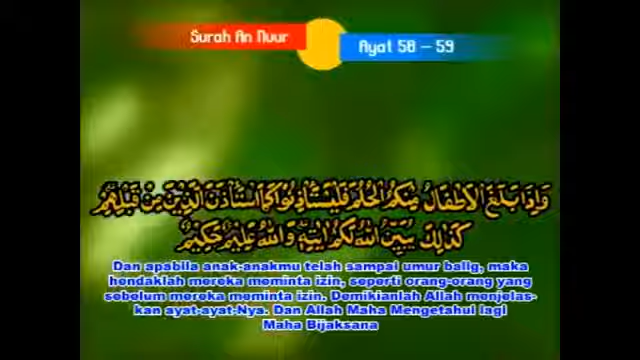 Surah An Nuur
Ayat 58 – 59
وَإِذَا بَلَغَ الْأَطْفَالُ مِنكُمُ الْحُلُمَ فَلْيَسْتَأْذِنُوا كَمَا اسْتَأْذَنَ الَّذِينَ مِن قَبْلِهِمْ
كَذَٰلِكَ يُبَيِّنُ اللَّهُ لَكُمْ آيَاتِهِ وَاللَّهُ عَلِيمٌ حَكِيمٌ
Dan apabila anak-anakmu telah sampai umur balig, maka
hendaklah mereka meminta izin, seperti orang-orang yang
sebelum mereka meminta izin. Demikianlah Allah menjelas-
kan ayat-ayat-Nya. Dan Allah Maha Mengetahui lagi
Maha Bijaksana